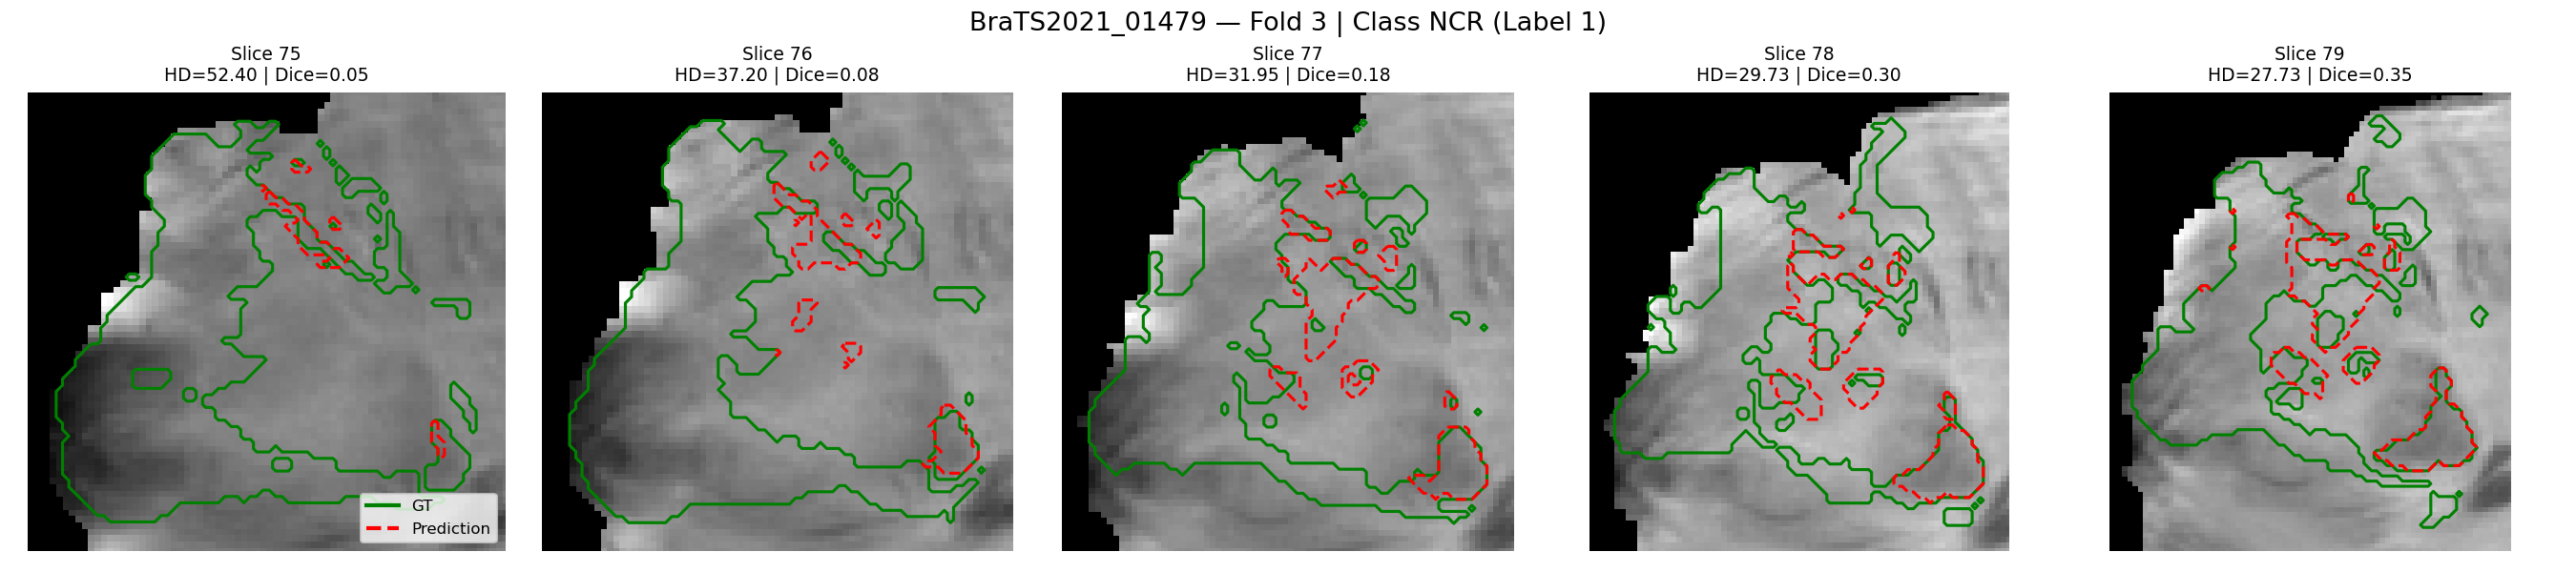 BraTS2021_01479 — Fold 3 | Class NCR (Label 1)
Slice 75
HD=52.40 | Dice=0.05
Slice 76
HD=37.20 | Dice=0.08
Slice 77
HD=31.95 | Dice=0.18
Slice 78
HD=29.73 | Dice=0.30
Slice 79
HD=27.73 | Dice=0.35
GT
Prediction